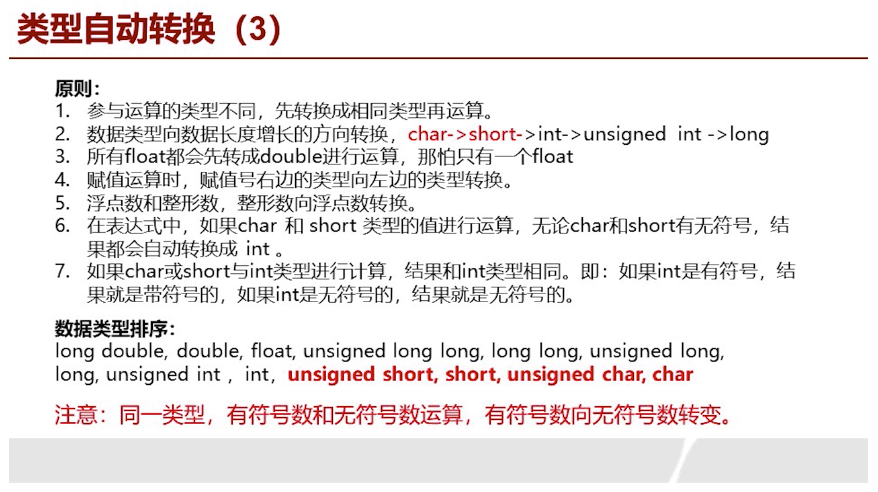 类型自动转换（3）
原则：
1. 参与运算的类型不同，先转换成相同类型再运算。
2. 数据类型向数据长度增长的方向转换，char->short->int->unsigned int ->long
3. 所有float都会先转成double进行运算，那怕只有一个float
4. 赋值运算时，赋值号右边的类型向左边的类型转换。
5. 浮点数和整形数，整形数向浮点数转换。
6. 在表达式中，如果char 和 short 类型的值进行运算，无论char和short有无符号，结
果都会自动转换成 int 。
7. 如果char或short与int类型进行计算，结果和int类型相同。即：如果int是有符号，结
果就是带符号的，如果int是无符号的，结果就是无符号的。
数据类型排序：
long double, double, float, unsigned long long, long long, unsigned long,
long, unsigned int ，int，unsigned short, short, unsigned char, char
注意：同一类型，有符号数和无符号数运算，有符号数向无符号数转变。